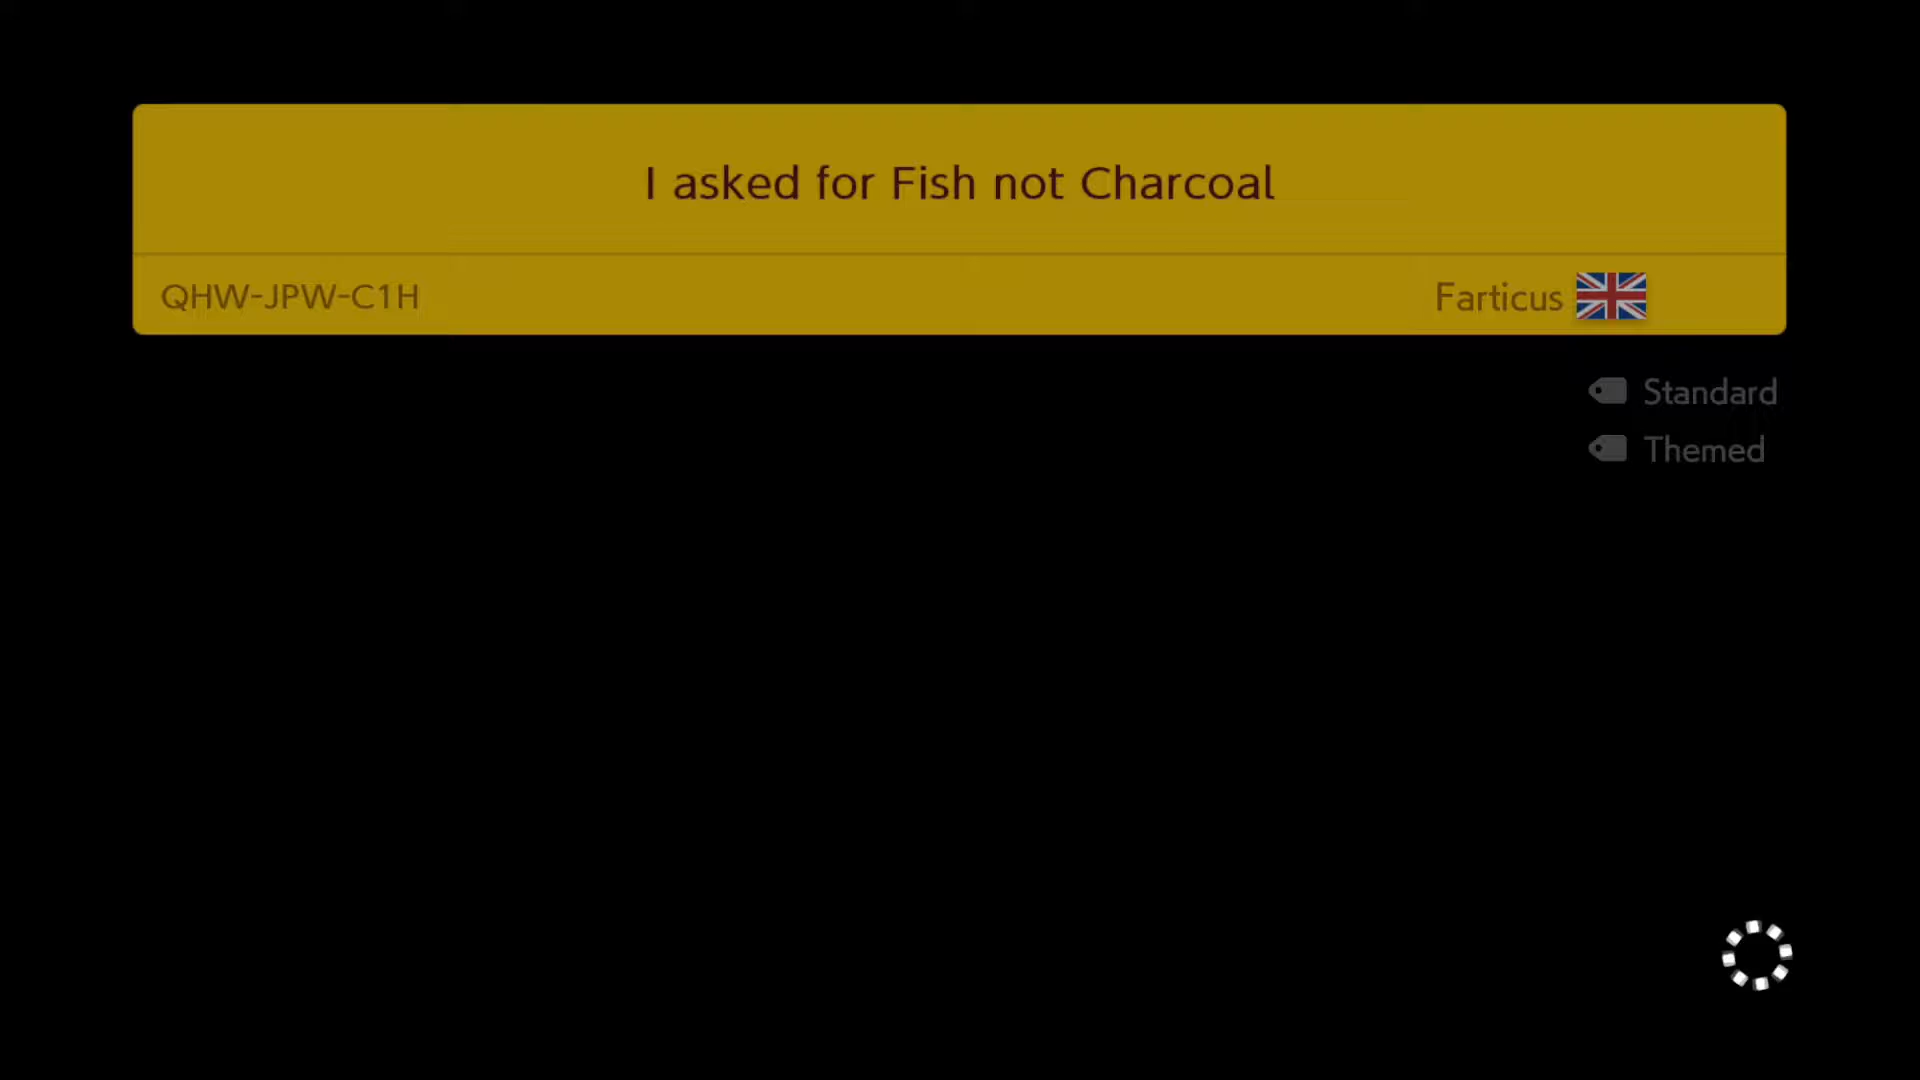 I asked for Fish not Charcoal
QHW-JPW-C1H
Farticus
Standard
Themed